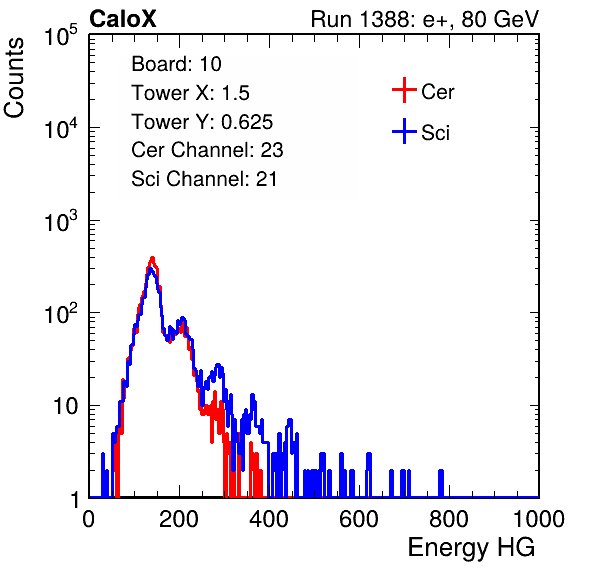 CaloX Run 1388: e+, 80 GeV
Counts
10^5
10^4
10^3
10^2
10
1
Board: 10
Tower X: 1.5
Tower Y: 0.625
Cer Channel: 23
Sci Channel: 21
Cer
Sci
0 200 400 600 800 1000
Energy HG